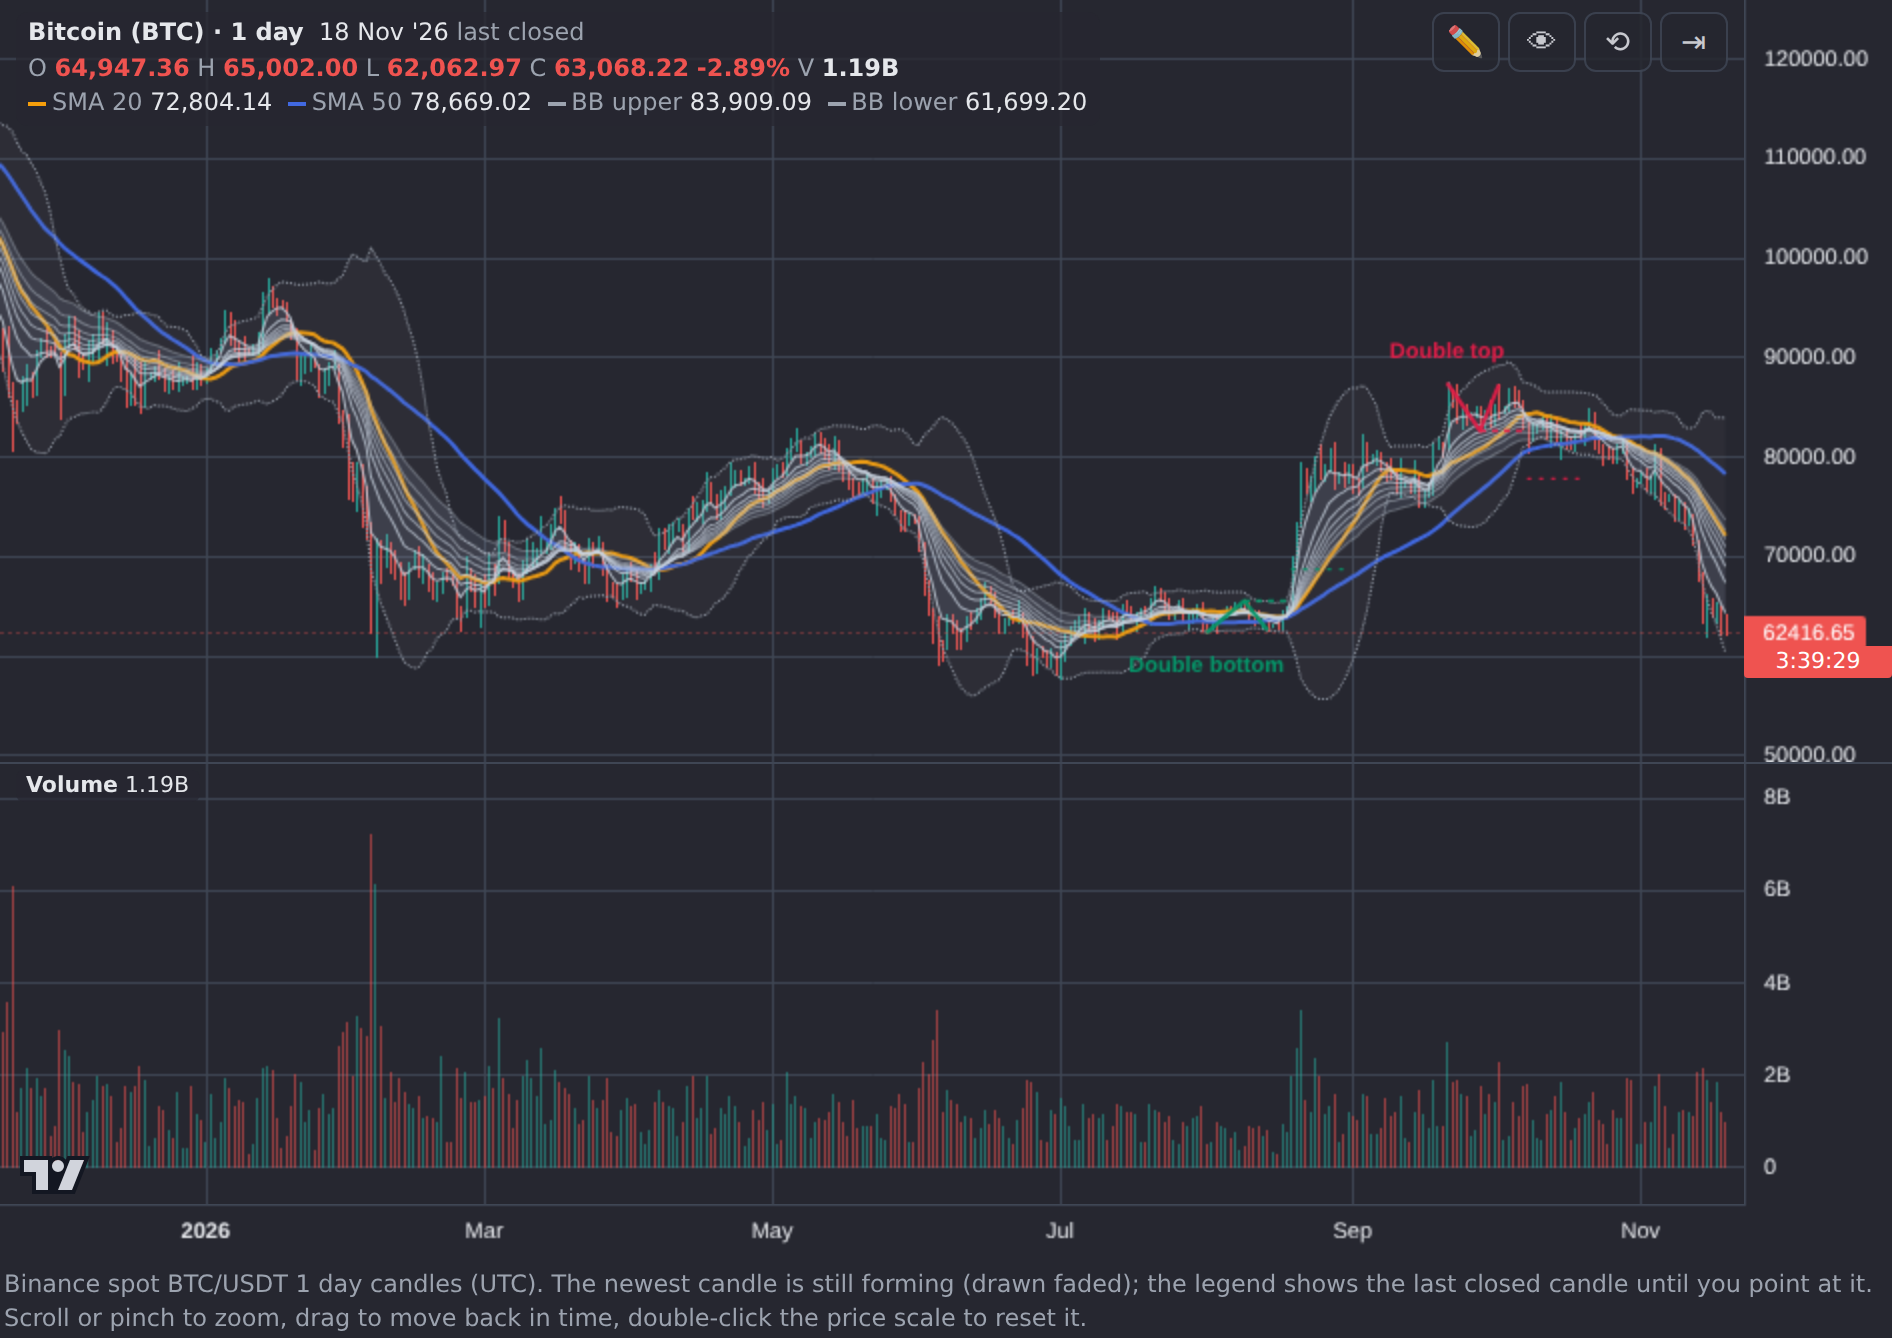 Bitcoin (BTC) · 1 day 18 Nov '26 last closed
O 64,947.36 H 65,002.00 L 62,062.97 C 63,068.22 -2.89% V 1.19B
SMA 20 72,804.14 SMA 50 78,669.02 BB upper 83,909.09 BB lower 61,699.20
120000.00
110000.00
100000.00
90000.00
80000.00
70000.00
62416.65
3:39:29
50000.00
Double top
Double bottom
Volume 1.19B
8B
6B
4B
2B
0
2026 Mar May Jul Sep Nov
Binance spot BTC/USDT 1 day candles (UTC). The newest candle is still forming (drawn faded); the legend shows the last closed candle until you point at it.
Scroll or pinch to zoom, drag to move back in time, double-click the price scale to reset it.